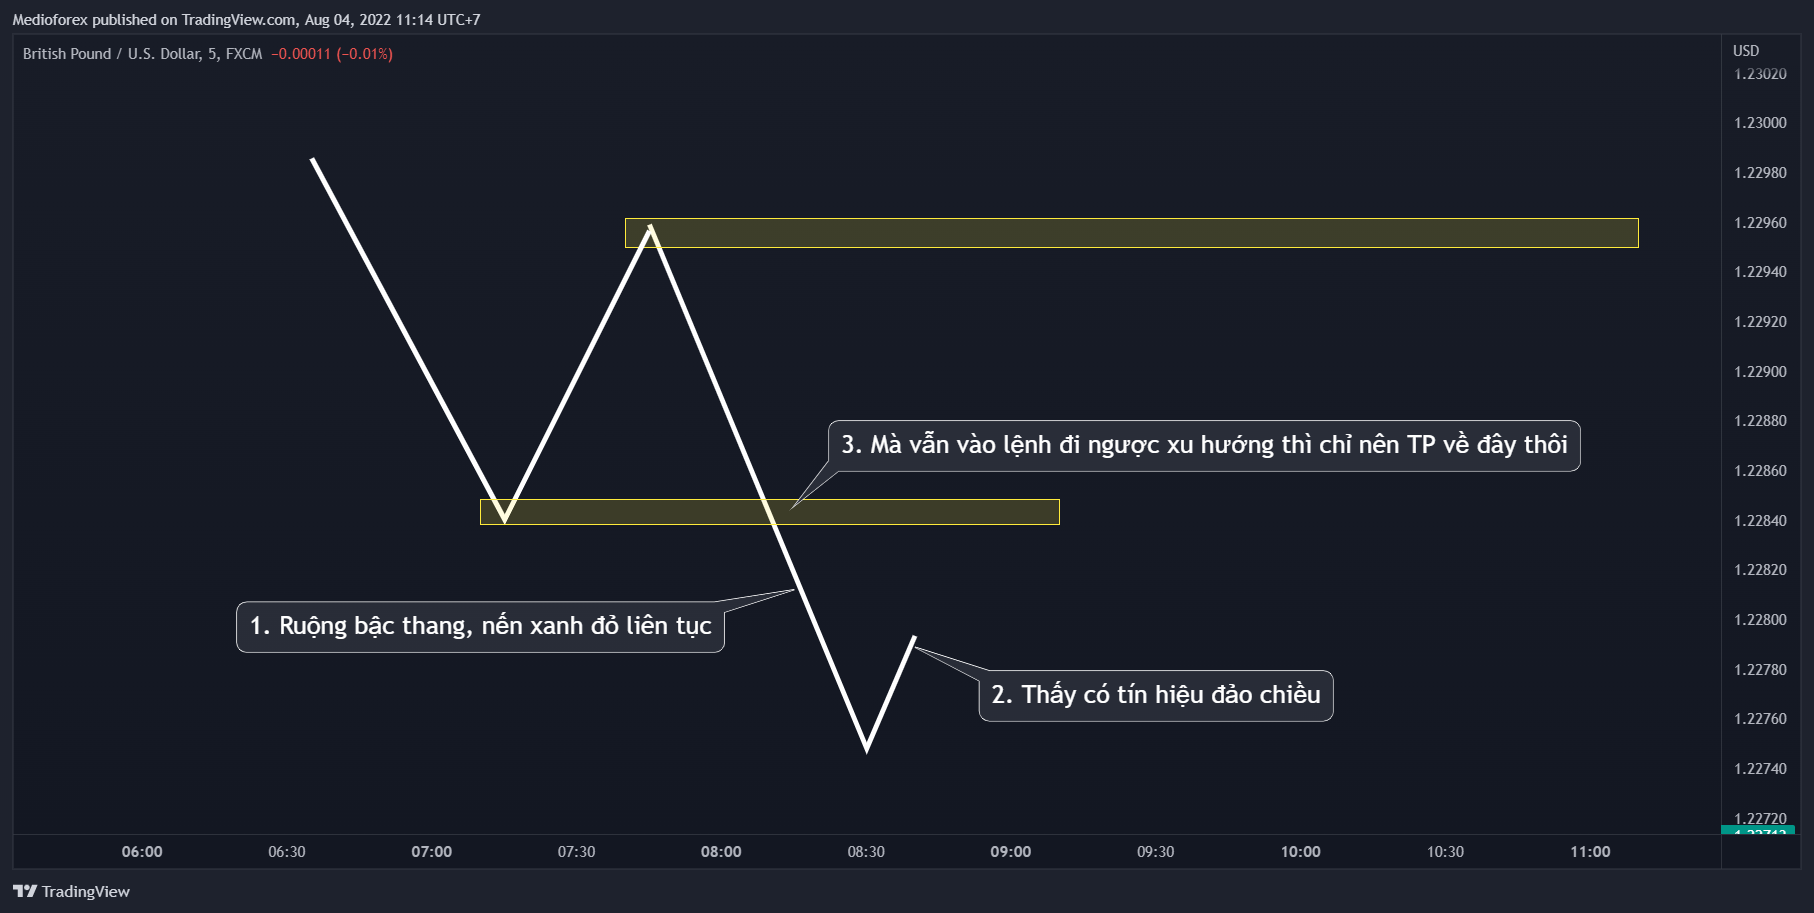 Medioforex published on TradingView.com, Aug 04, 2022 11:14 UTC+7
British Pound / U.S. Dollar, 5, FXCM −0.00011 (−0.01%)
USD
1.23020
1.23000
1.22980
1.22960
1.22940
1.22920
1.22900
1.22880
3. Mà vẫn vào lệnh đi ngược xu hướng thì chỉ nên TP về đây thôi
1.22860
1.22840
1.22820
1.22800
1. Ruộng bậc thang, nến xanh đỏ liên tục
1.22780
2. Thấy có tín hiệu đảo chiều
1.22760
1.22740
1.22720
06:00 06:30 07:00 07:30 08:00 08:30 09:00 09:30 10:00 10:30 11:00
TradingView